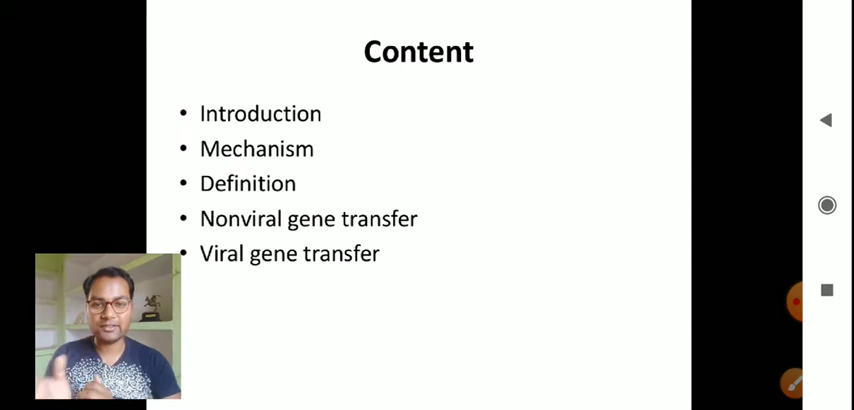 Content
• Introduction
• Mechanism
• Definition
• Nonviral gene transfer
• Viral gene transfer